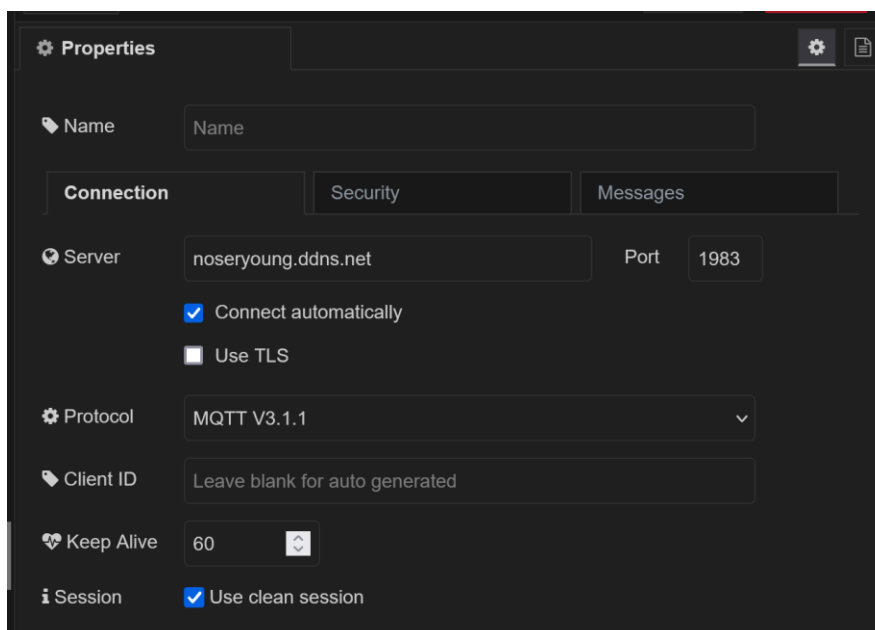 Properties
Name Name
Connection Security Messages
Server noseryoung.ddns.net Port 1983
Connect automatically
Use TLS
Protocol MQTT V3.1.1
Client ID Leave blank for auto generated
Keep Alive 60
Session Use clean session